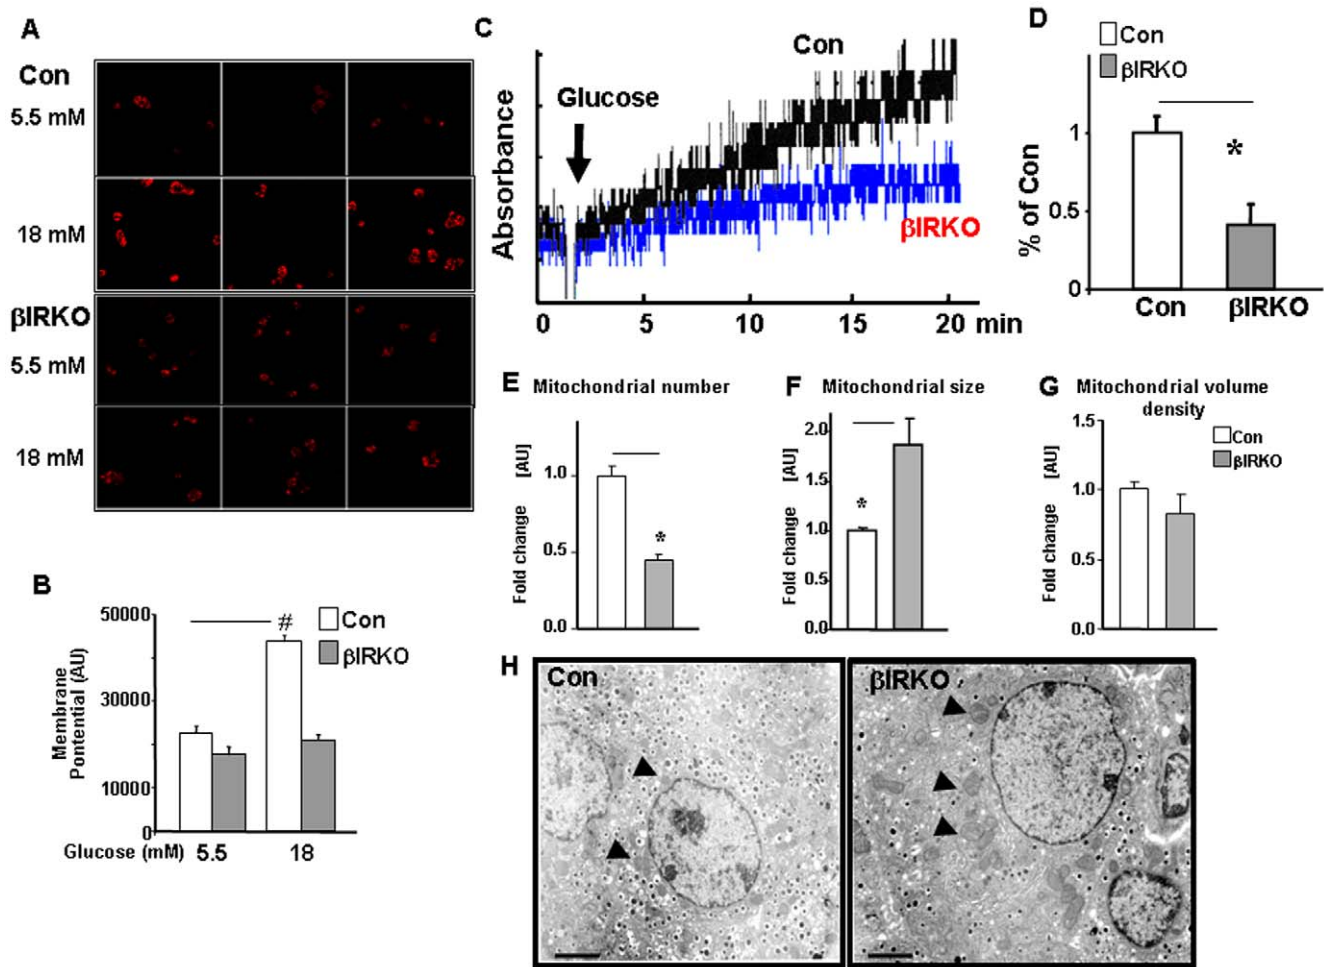 A
Con
5.5 mM
18 mM
βIRKO
5.5 mM
18 mM
B
50000
30000
10000
0
Membrane
Pontential (AU)
#
Con
βIRKO
Glucose (mM) 5.5 18
C
Absorbance
Glucose
Con
βIRKO
0 5 10 15 20 min
D
Con
βIRKO
% of Con
1
0.5
0
*
Con βIRKO
E Mitochondrial number
Fold change [AU]
1.0
0.5
0.0
*
F Mitochondrial size
Fold change [AU]
2.0
1.5
1.0
0.5
0.0
*
G Mitochondrial volume
density
Fold change [AU]
1.5
1.0
0.5
0.0
Con
βIRKO
H
Con
βIRKO